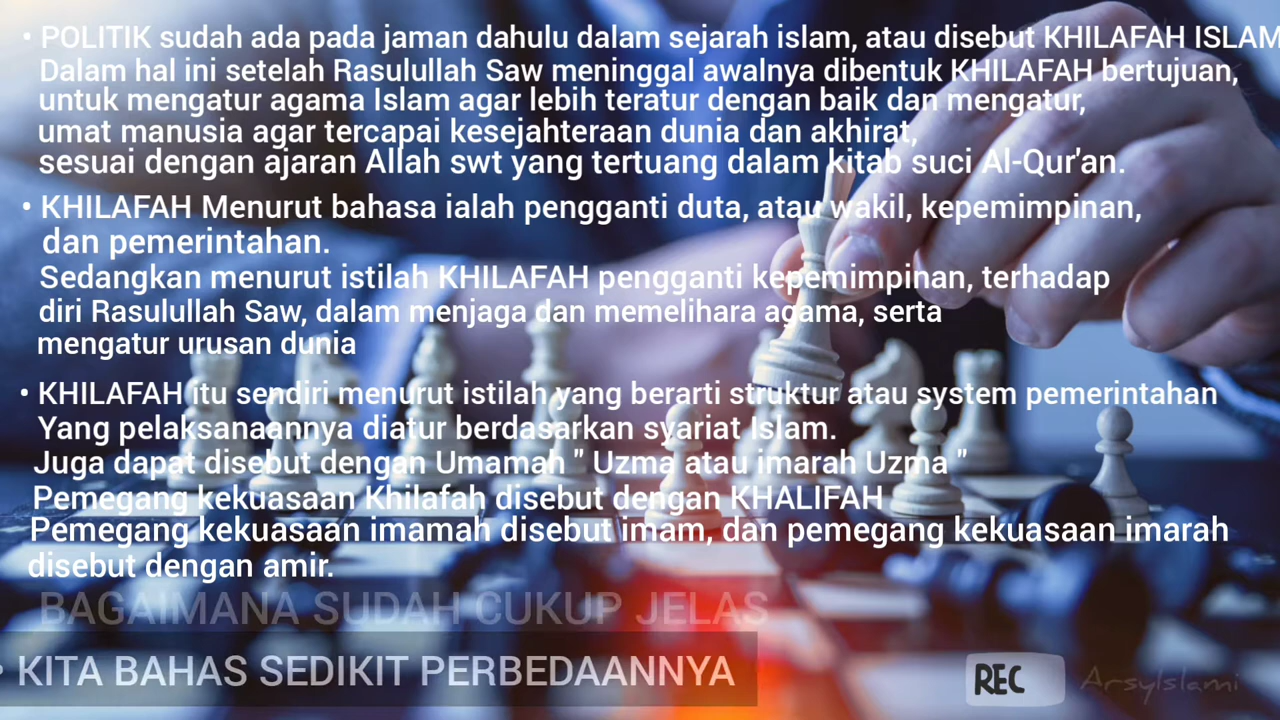 • POLITIK sudah ada pada jaman dahulu dalam sejarah islam, atau disebut KHILAFAH ISLAM
Dalam hal ini setelah Rasulullah Saw meninggal awalnya dibentuk KHILAFAH bertujuan,
untuk mengatur agama Islam agar lebih teratur dengan baik dan mengatur,
umat manusia agar tercapai kesejahteraan dunia dan akhirat,
sesuai dengan ajaran Allah swt yang tertuang dalam kitab suci Al-Qur'an.
• KHILAFAH Menurut bahasa ialah pengganti duta, atau wakil, kepemimpinan,
dan pemerintahan.
Sedangkan menurut istilah KHILAFAH pengganti kepemimpinan, terhadap
diri Rasulullah Saw, dalam menjaga dan memelihara agama, serta
mengatur urusan dunia
• KHILAFAH itu sendiri menurut istilah yang berarti struktur atau system pemerintahan
Yang pelaksanaannya diatur berdasarkan syariat Islam.
Juga dapat disebut dengan Umamah " Uzma atau imarah Uzma "
Pemegang kekuasaan Khilafah disebut dengan KHALIFAH
Pemegang kekuasaan imamah disebut imam, dan pemegang kekuasaan imarah
disebut dengan amir.
BAGAIMANA SUDAH CUKUP JELAS
• KITA BAHAS SEDIKIT PERBEDAANNYA
REC
ArsyIslami